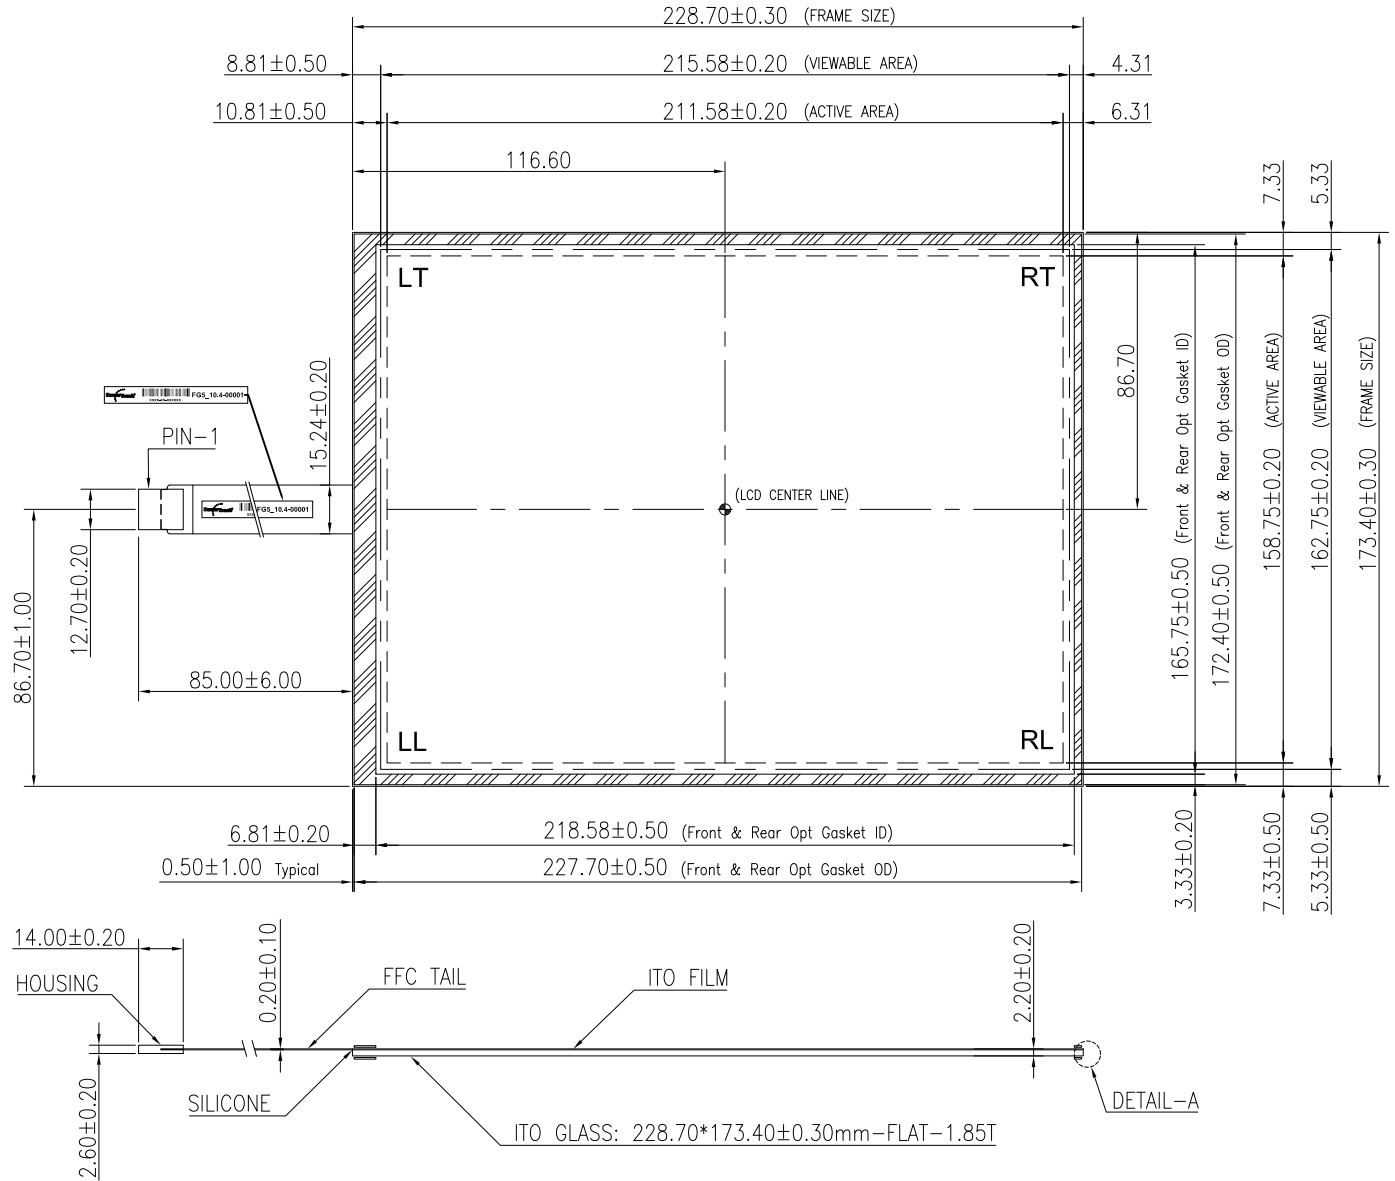 228.70±0.30 (FRAME SIZE)
8.81±0.50
215.58±0.20 (VIEWABLE AREA)
4.31
10.81±0.50
211.58±0.20 (ACTIVE AREA)
6.31
116.60
7.33
5.33
LT
RT
86.70
165.75±0.50 (Front & Rear Opt Gasket ID)
172.40±0.50 (Front & Rear Opt Gasket OD)
158.75±0.20 (ACTIVE AREA)
162.75±0.20 (VIEWABLE AREA)
173.40±0.30 (FRAME SIZE)
15.24±0.20
FG5_10.4-00001
PIN-1
(LCD CENTER LINE)
FG5_10.4-00001
12.70±0.20
86.70±1.00
85.00±6.00
LL
RL
6.81±0.20
218.58±0.50 (Front & Rear Opt Gasket ID)
0.50±1.00 Typical
227.70±0.50 (Front & Rear Opt Gasket OD)
3.33±0.20
7.33±0.50
5.33±0.50
14.00±0.20
0.20±0.10
2.20±0.20
HOUSING
FFC TAIL
ITO FILM
2.60±0.20
SILICONE
DETAIL-A
ITO GLASS: 228.70*173.40±0.30mm-FLAT-1.85T